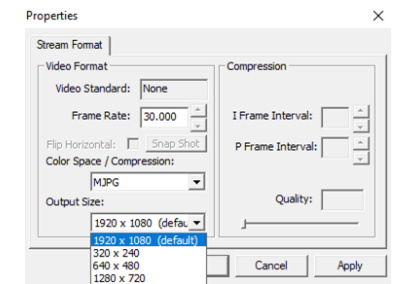 Properties
Stream Format
Video Format
Video Standard: None
Frame Rate: 30.000
Flip Horizontal: Snap Shot
Color Space / Compression:
MJPG
Output Size:
1920 x 1080 (defau
1920 x 1080 (default)
320 x 240
640 x 480
1280 x 720
Compression
I Frame Interval:
P Frame Interval:
Quality:
Cancel
Apply